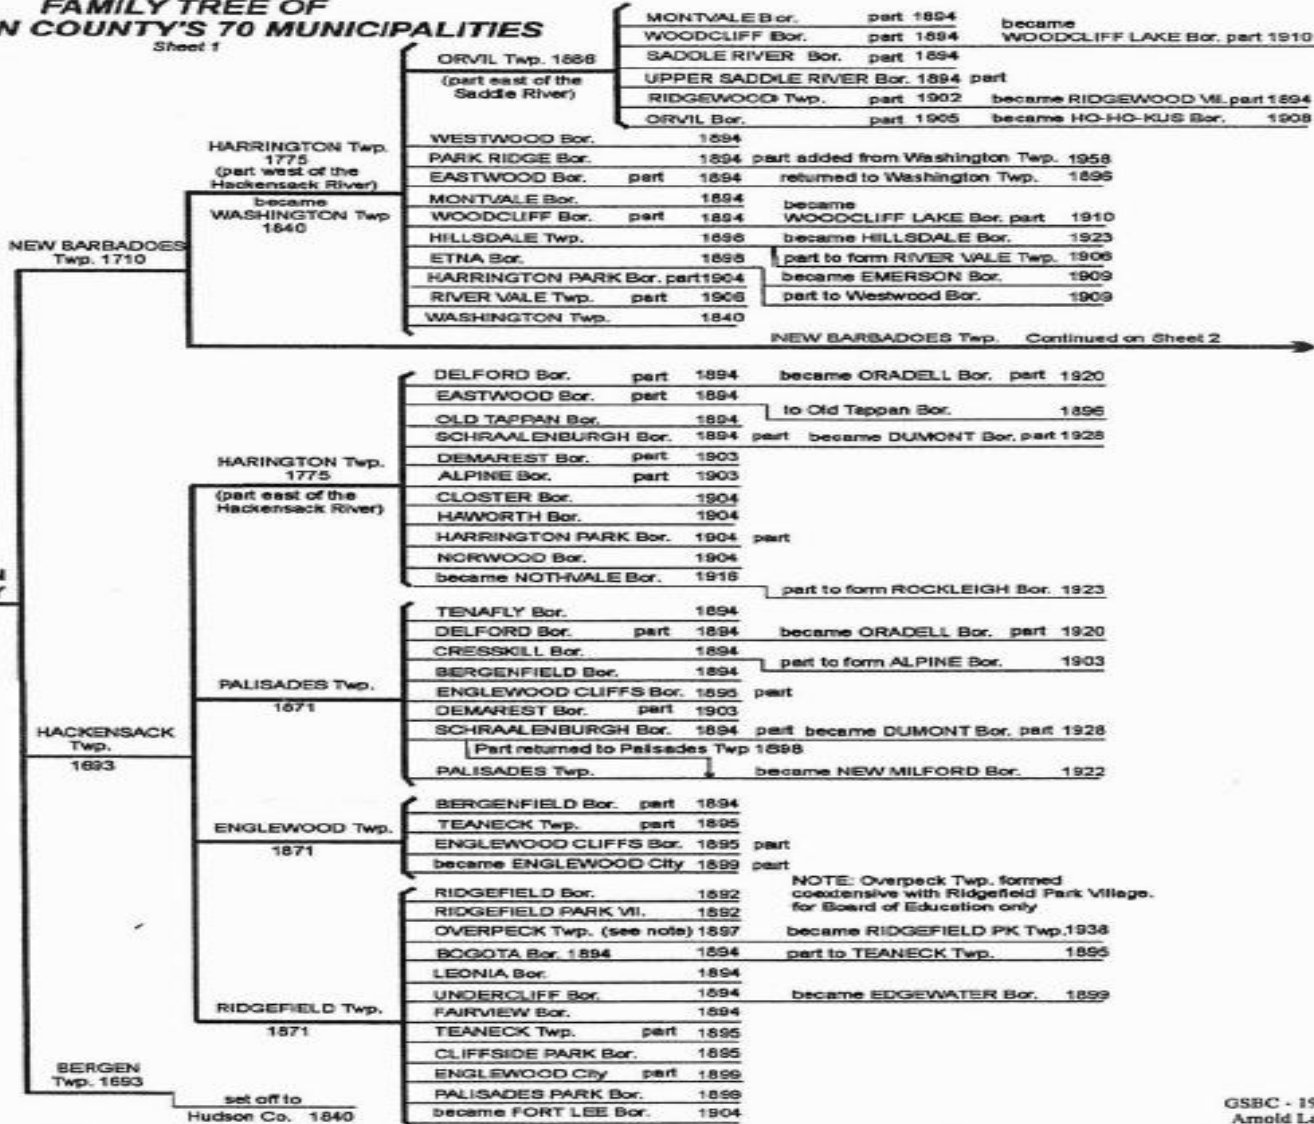 FAMILY TREE OF
N COUNTY'S 70 MUNICIPALITIES
Sheet 1
ORVIL Twp. 1886
(part east of the
Saddle River)
MONTVALE Bor. part 1894
WOODCLIFF Bor. part 1894 became WOODCLIFF LAKE Bor. part 1910
SADDLE RIVER Bor. part 1894
UPPER SADDLE RIVER Bor. 1894 part
RIDGEWOOD Twp. part 1902 became RIDGEWOOD Vil. part 1894
ORVIL Bor. part 1905 became HO-HO-KUS Bor. 1908
HARRINGTON Twp.
1775
(part west of the
Hackensack River)
became
WASHINGTON Twp
1840
WESTWOOD Bor. 1894
PARK RIDGE Bor. 1894 part added from Washington Twp. 1958
EASTWOOD Bor. part 1894 returned to Washington Twp. 1896
MONTVALE Bor. 1894
WOODCLIFF Bor. part 1894 became WOODCLIFF LAKE Bor. part 1910
HILLSDALE Twp. 1898 became HILLSDALE Bor. 1923
part to form RIVER VALE Twp. 1906
ETNA Bor. 1898
became EMERSON Bor. 1909
HARRINGTON PARK Bor. part 1904
part to Westwood Bor. 1909
RIVER VALE Twp. part 1906
WASHINGTON Twp. 1840
NEW BARBADOES
Twp. 1710
NEW BARBADOES Twp. Continued on Sheet 2
HARINGTON Twp.
1775
(part east of the
Hackensack River)
DELFORD Bor. part 1894 became ORADELL Bor. part 1920
EASTWOOD Bor. part 1894
to Old Tappan Bor. 1896
OLD TAPPAN Bor. 1894
SCHRAALENBURGH Bor. 1894 part became DUMONT Bor. part 1928
DEMAREST Bor. part 1903
ALPINE Bor. part 1903
CLOSTER Bor. 1904
HAWORTH Bor. 1904
HARRINGTON PARK Bor. 1904 part
NORWOOD Bor. 1904
became NOTHVALE Bor. 1916
part to form ROCKLEIGH Bor. 1923
PALISADES Twp.
1871
TENAFLY Bor. 1894
DELFORD Bor. part 1894 became ORADELL Bor. part 1920
CRESSKILL Bor. 1894
part to form ALPINE Bor. 1903
BERGENFIELD Bor. 1894
ENGLEWOOD CLIFFS Bor. 1895 part
DEMAREST Bor. part 1903
SCHRAALENBURGH Bor. 1894 part became DUMONT Bor. part 1928
Part returned to Palisades Twp 1898
PALISADES Twp. became NEW MILFORD Bor. 1922
HACKENSACK
Twp.
1693
ENGLEWOOD Twp.
1871
BERGENFIELD Bor. part 1894
TEANECK Twp. part 1895
ENGLEWOOD CLIFFS Bor. 1895 part
became ENGLEWOOD City 1899 part
NOTE: Overpeck Twp. formed
coextensive with Ridgefield Park Village.
for Board of Education only
RIDGEFIELD Twp.
1871
RIDGEFIELD Bor. 1892
RIDGEFIELD PARK Vil. 1892
OVERPECK Twp. (see note) 1897 became RIDGEFIELD PK Twp. 1938
BOGOTA Bor. 1894 1894 part to TEANECK Twp. 1895
LEONIA Bor. 1894
UNDERCLIFF Bor. 1894 became EDGEWATER Bor. 1899
FAIRVIEW Bor. 1894
TEANECK Twp. part 1895
CLIFFSIDE PARK Bor. 1895
ENGLEWOOD City part 1899
PALISADES PARK Bor. 1899
became FORT LEE Bor. 1904
BERGEN
Twp. 1693
set off to
Hudson Co. 1840
GSBC - 19
Arnold La